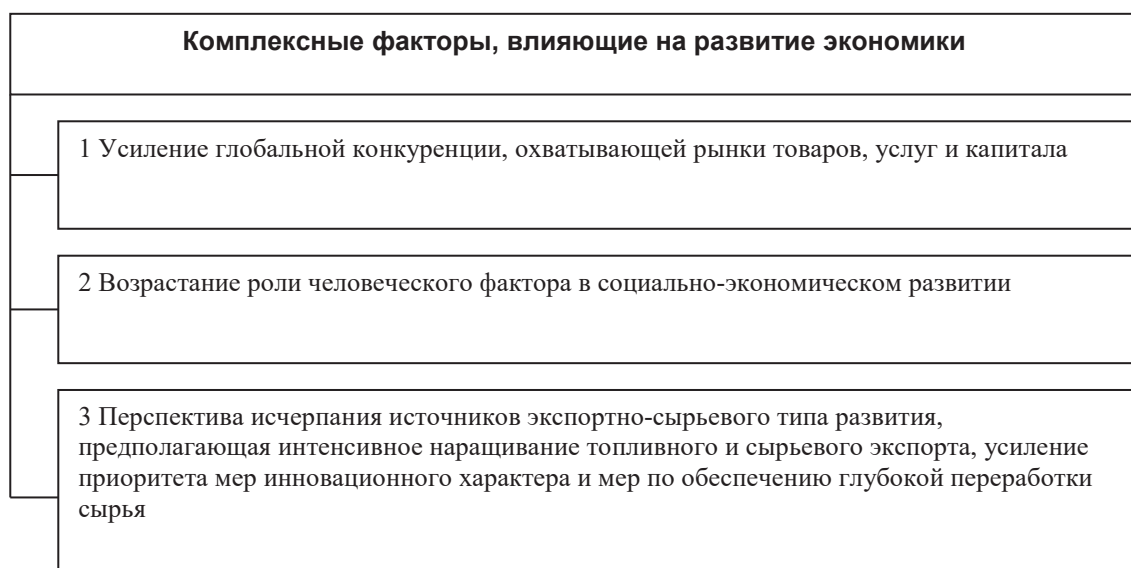 Комплексные факторы, влияющие на развитие экономики
1 Усиление глобальной конкуренции, охватывающей рынки товаров, услуг и капитала
2 Возрастание роли человеческого фактора в социально-экономическом развитии
3 Перспектива исчерпания источников экспортно-сырьевого типа развития,
предполагающая интенсивное наращивание топливного и сырьевого экспорта, усиление
приоритета мер инновационного характера и мер по обеспечению глубокой переработки
сырья